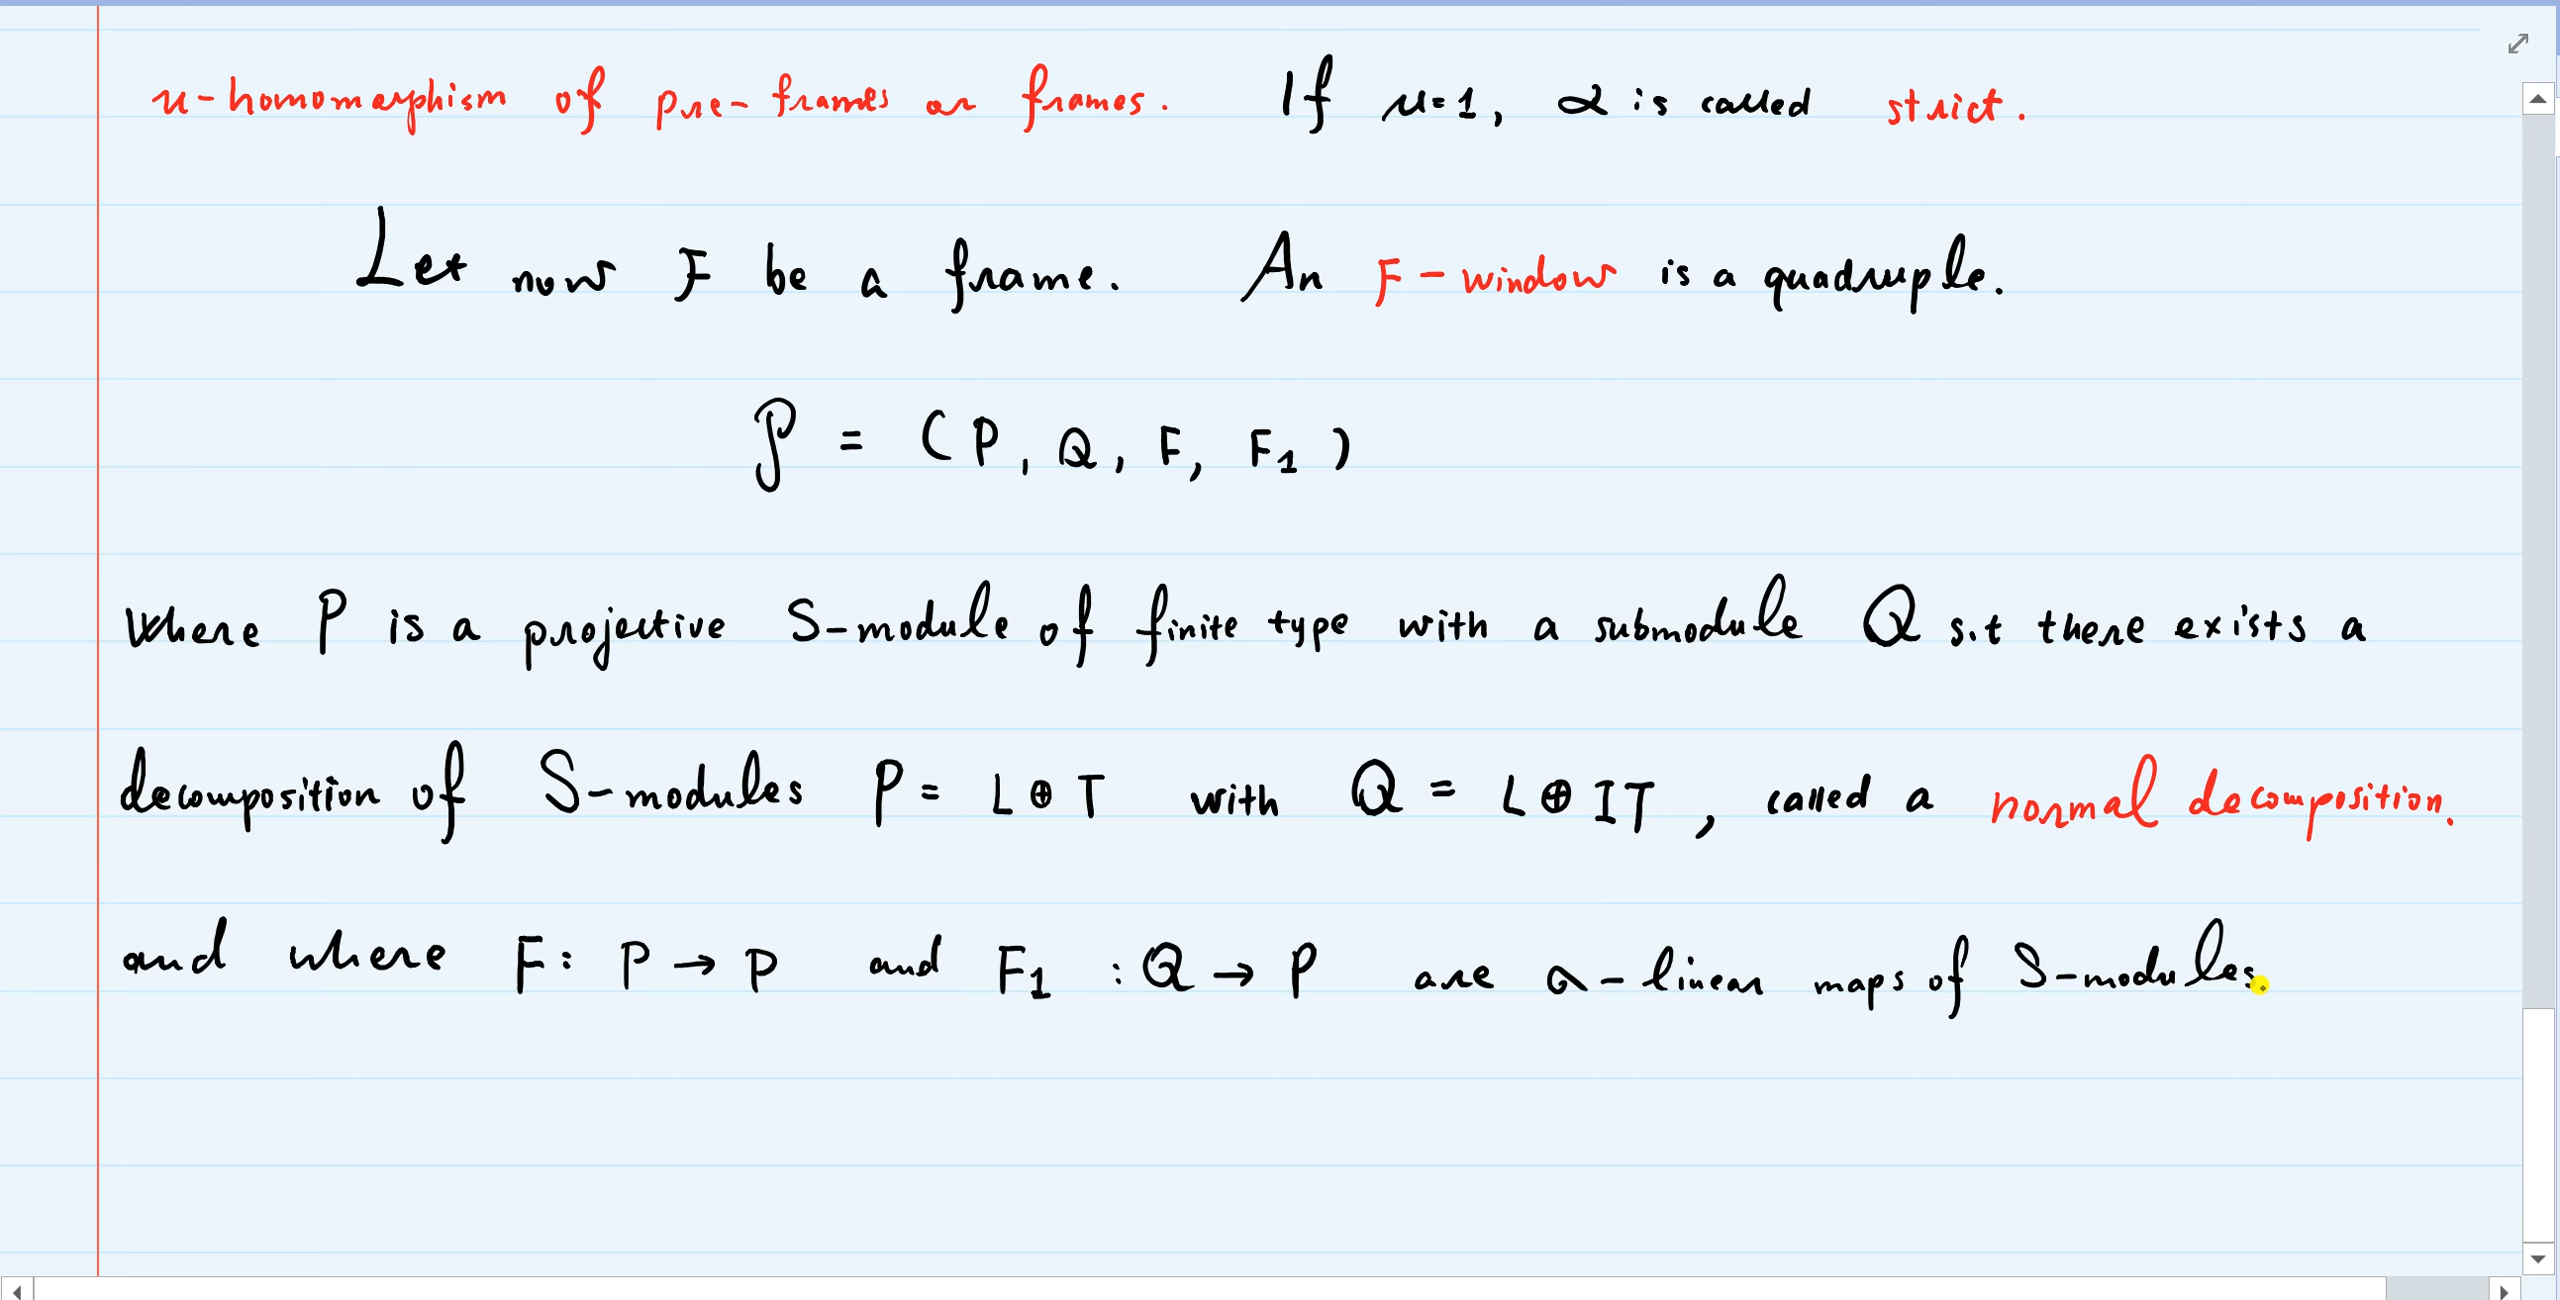 u-homomorphism of pre-frames or frames. If u=1, α is called strict.
Let now F be a frame. An F-window is a quadruple.
𝒫 = (P, Q, F, F₁)
Where P is a projective S-module of finite type with a submodule Q s.t there exists a
decomposition of S-modules P = L ⊕ T with Q = L ⊕ IT, called a normal decomposition.
and where F: P → P and F₁ : Q → P are σ-linear maps of S-modules.